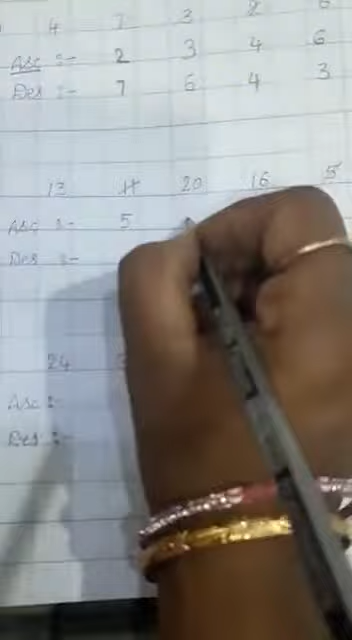 4 7 3 2 6
Asc :- 2 3 4 6
Des :- 7 6 4 3
13 11 20 16 5
Asc :- 5
Des :-
24
Asc :-
Des :-